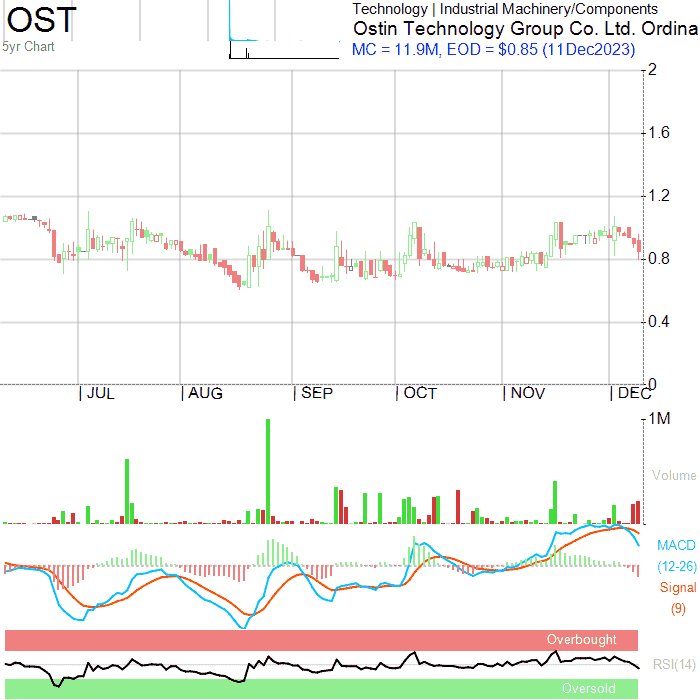 OST
5yr Chart
Technology | Industrial Machinery/Components
Ostin Technology Group Co. Ltd. Ordina
MC = 11.9M, EOD = $0.85 (11Dec2023)
2
1.6
1.2
0.8
0.4
0
| JUL | AUG | SEP | OCT | NOV | DEC
1M
Volume
MACD
(12-26)
Signal
(9)
Overbought
RSI(14)
Oversold